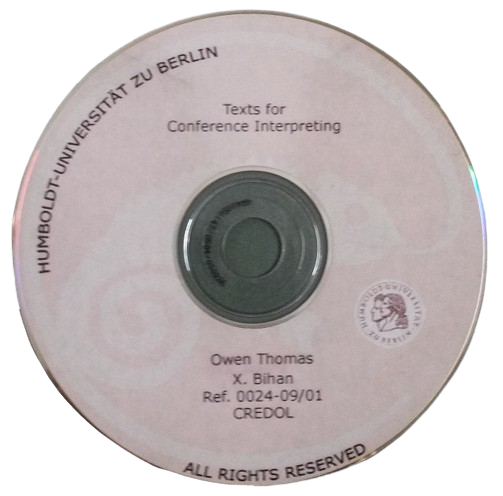 HUMBOLDT-UNIVERSITÄT ZU BERLIN
Texts for
Conference Interpreting
Owen Thomas
X. Bihan
Ref. 0024-09/01
CREDOL
ALL RIGHTS RESERVED